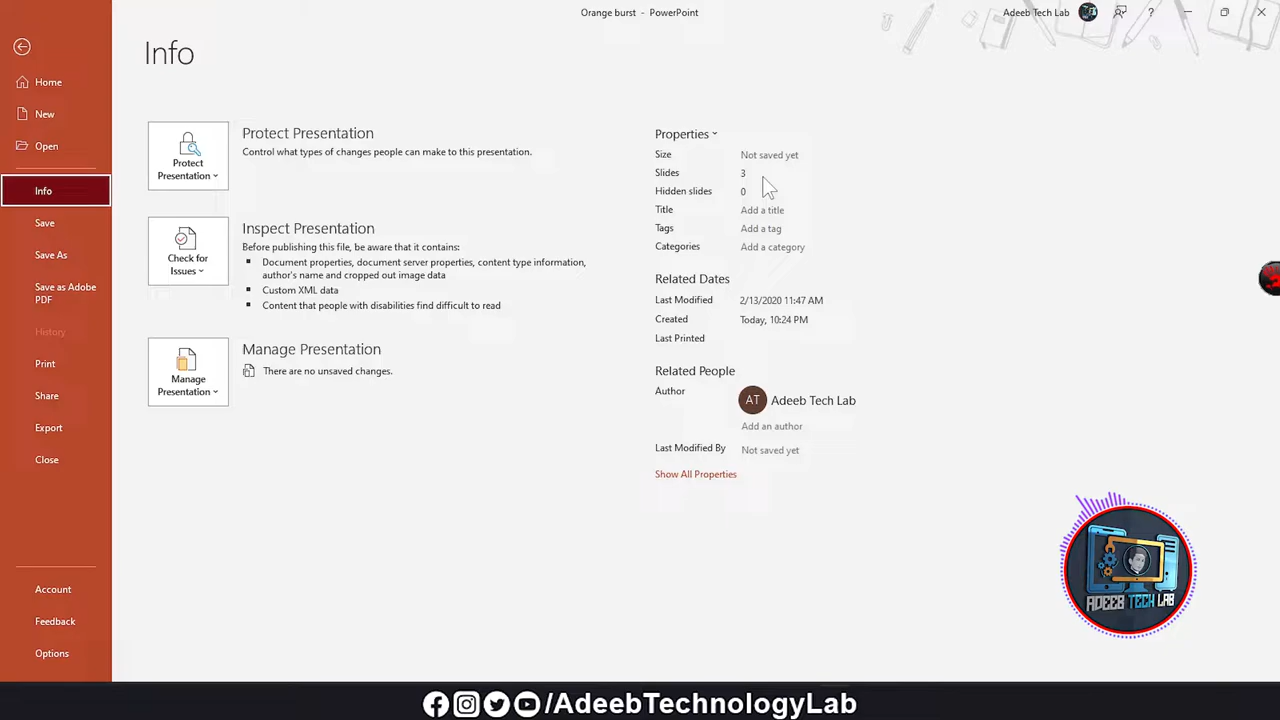 Orange burst - PowerPoint
Adeeb Tech Lab
?
Info
Home
New
Open
Info
Save
Save As
Save as Adobe
PDF
History
Print
Share
Export
Close
Account
Feedback
Options
Protect
Presentation
Protect Presentation
Control what types of changes people can make to this presentation.
Check for
Issues
Inspect Presentation
Before publishing this file, be aware that it contains:
Document properties, document server properties, content type information,
author's name and cropped out image data
Custom XML data
Content that people with disabilities find difficult to read
Manage
Presentation
Manage Presentation
There are no unsaved changes.
Properties
Size Not saved yet
Slides 3
Hidden slides 0
Title Add a title
Tags Add a tag
Categories Add a category
Related Dates
Last Modified 2/13/2020 11:47 AM
Created Today, 10:24 PM
Last Printed
Related People
Author
AT Adeeb Tech Lab
Add an author
Last Modified By Not saved yet
Show All Properties
ADEEB TECH LAB
/AdeebTechnologyLab